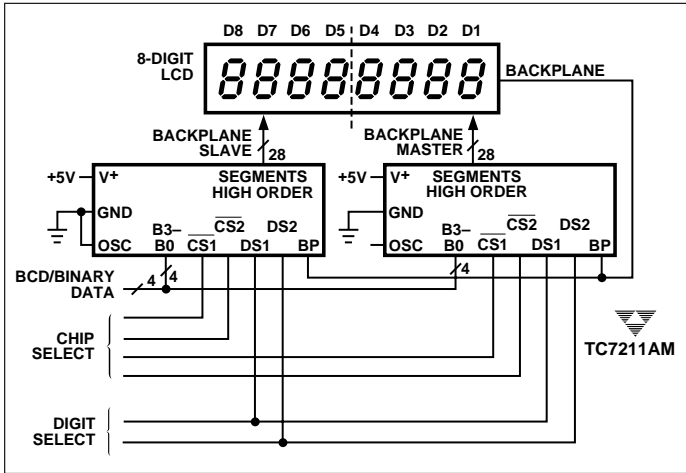 D8 D7 D6 D5 D4 D3 D2 D1
8-DIGIT
LCD
88888888
BACKPLANE
BACKPLANE
SLAVE
28
BACKPLANE
MASTER
28
+5V
V+
SEGMENTS
HIGH ORDER
GND
OSC
B3–
B0
CS1
CS2
DS1
DS2
BP
+5V
V+
SEGMENTS
HIGH ORDER
GND
OSC
B3–
B0
CS1
CS2
DS1
DS2
BP
BCD/BINARY
DATA
4
4
4
CHIP
SELECT
TC7211AM
DIGIT
SELECT